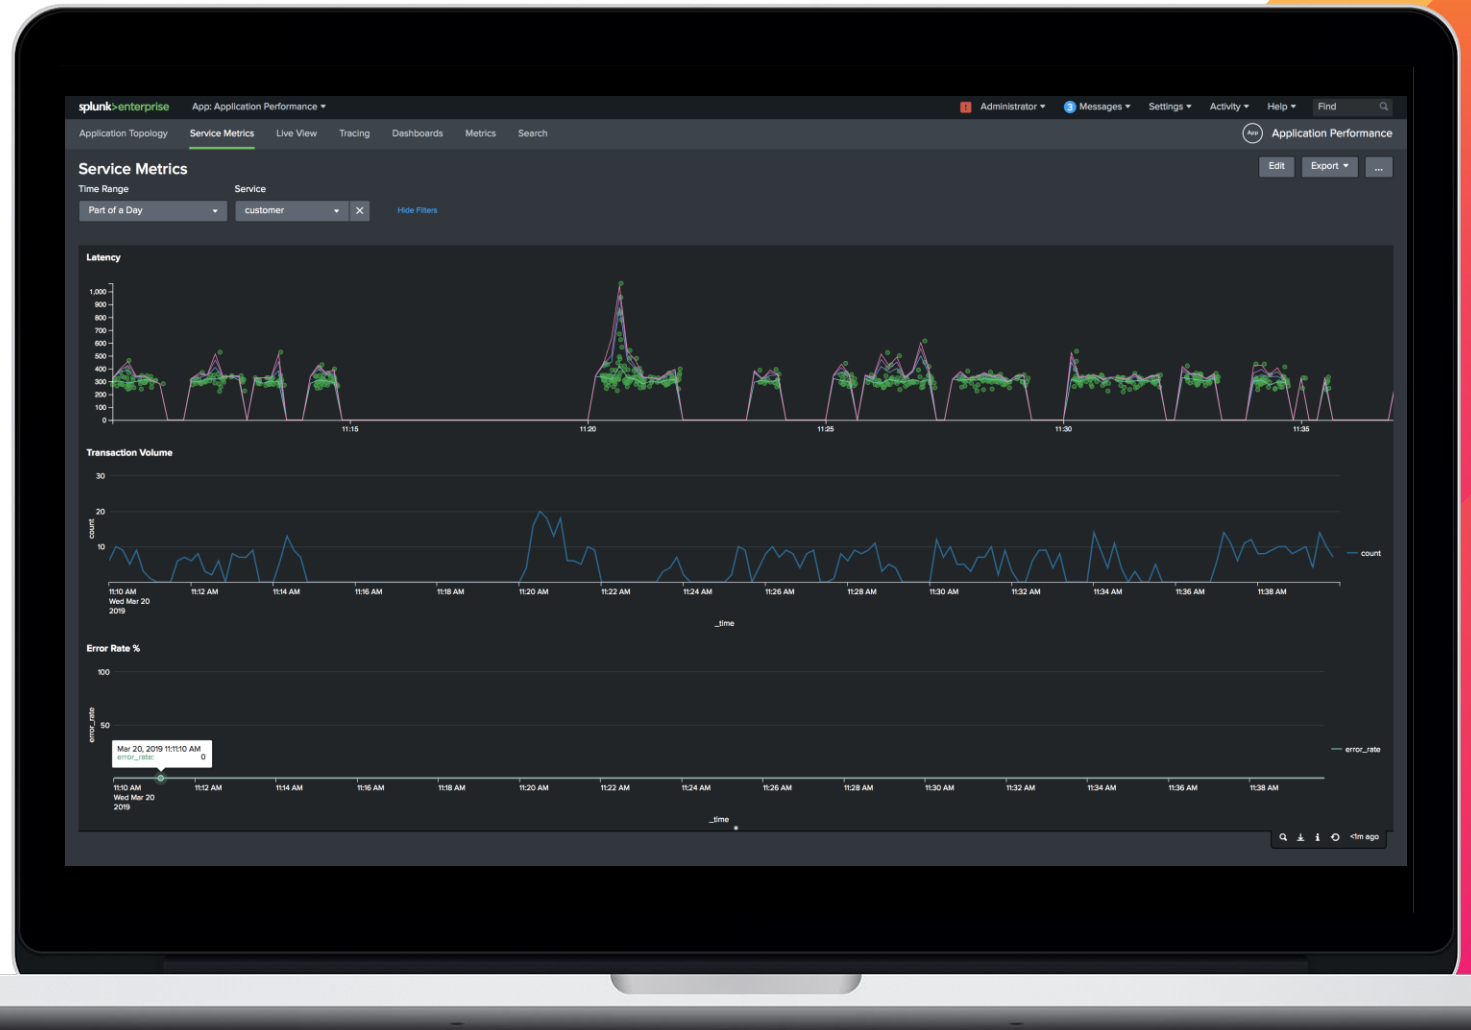 splunk>enterprise App: Application Performance
! Administrator 3 Messages Settings Activity Help Find
Application Topology Service Metrics Live View Tracing Dashboards Metrics Search
App Application Performance
Service Metrics
Edit Export ...
Time Range Service
Part of a Day customer Hide Filters
Latency
1,000
900
800
700
600
500
400
300
200
100
0
11:15 11:20 11:25 11:30 11:35
Transaction Volume
30
20
10
count
count
11:10 AM 11:12 AM 11:14 AM 11:16 AM 11:18 AM 11:20 AM 11:22 AM 11:24 AM 11:26 AM 11:28 AM 11:30 AM 11:32 AM 11:34 AM 11:36 AM 11:38 AM
Wed Mar 20
2019
_time
Error Rate %
100
50
error_rate
Mar 20, 2019 11:11:10 AM
error_rate: 0
error_rate
11:10 AM 11:12 AM 11:14 AM 11:16 AM 11:18 AM 11:20 AM 11:22 AM 11:24 AM 11:26 AM 11:28 AM 11:30 AM 11:32 AM 11:34 AM 11:36 AM 11:38 AM
Wed Mar 20
2019
_time
<1m ago